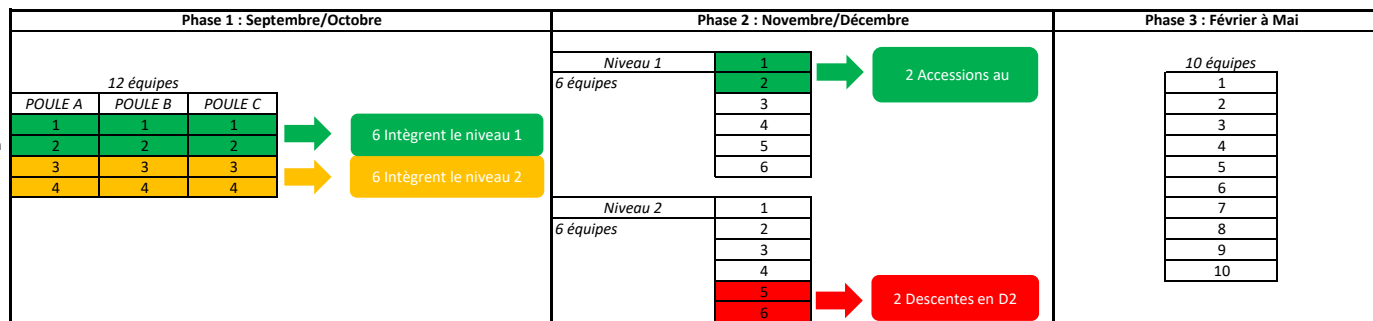 Phase 1 : Septembre/Octobre
12 équipes
POULE A POULE B POULE C
1 1 1
2 2 2
3 3 3
4 4 4
6 Intègrent le niveau 1
6 Intègrent le niveau 2
Phase 2 : Novembre/Décembre
Niveau 1 1
6 équipes 2
3
4
5
6
2 Accessions au
Niveau 2 1
6 équipes 2
3
4
5
6
2 Descentes en D2
Phase 3 : Février à Mai
10 équipes
1
2
3
4
5
6
7
8
9
10